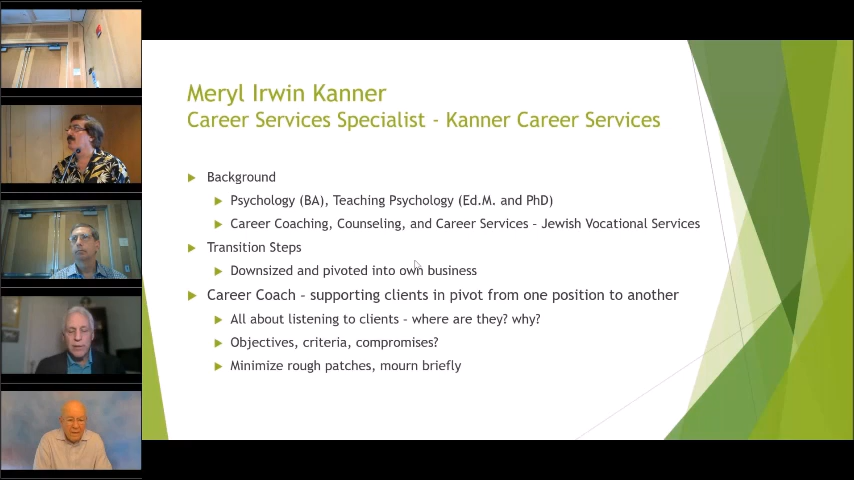 Meryl Irwin Kanner
Career Services Specialist - Kanner Career Services
Background
Psychology (BA), Teaching Psychology (Ed.M. and PhD)
Career Coaching, Counseling, and Career Services – Jewish Vocational Services
Transition Steps
Downsized and pivoted into own business
Career Coach – supporting clients in pivot from one position to another
All about listening to clients – where are they? why?
Objectives, criteria, compromises?
Minimize rough patches, mourn briefly